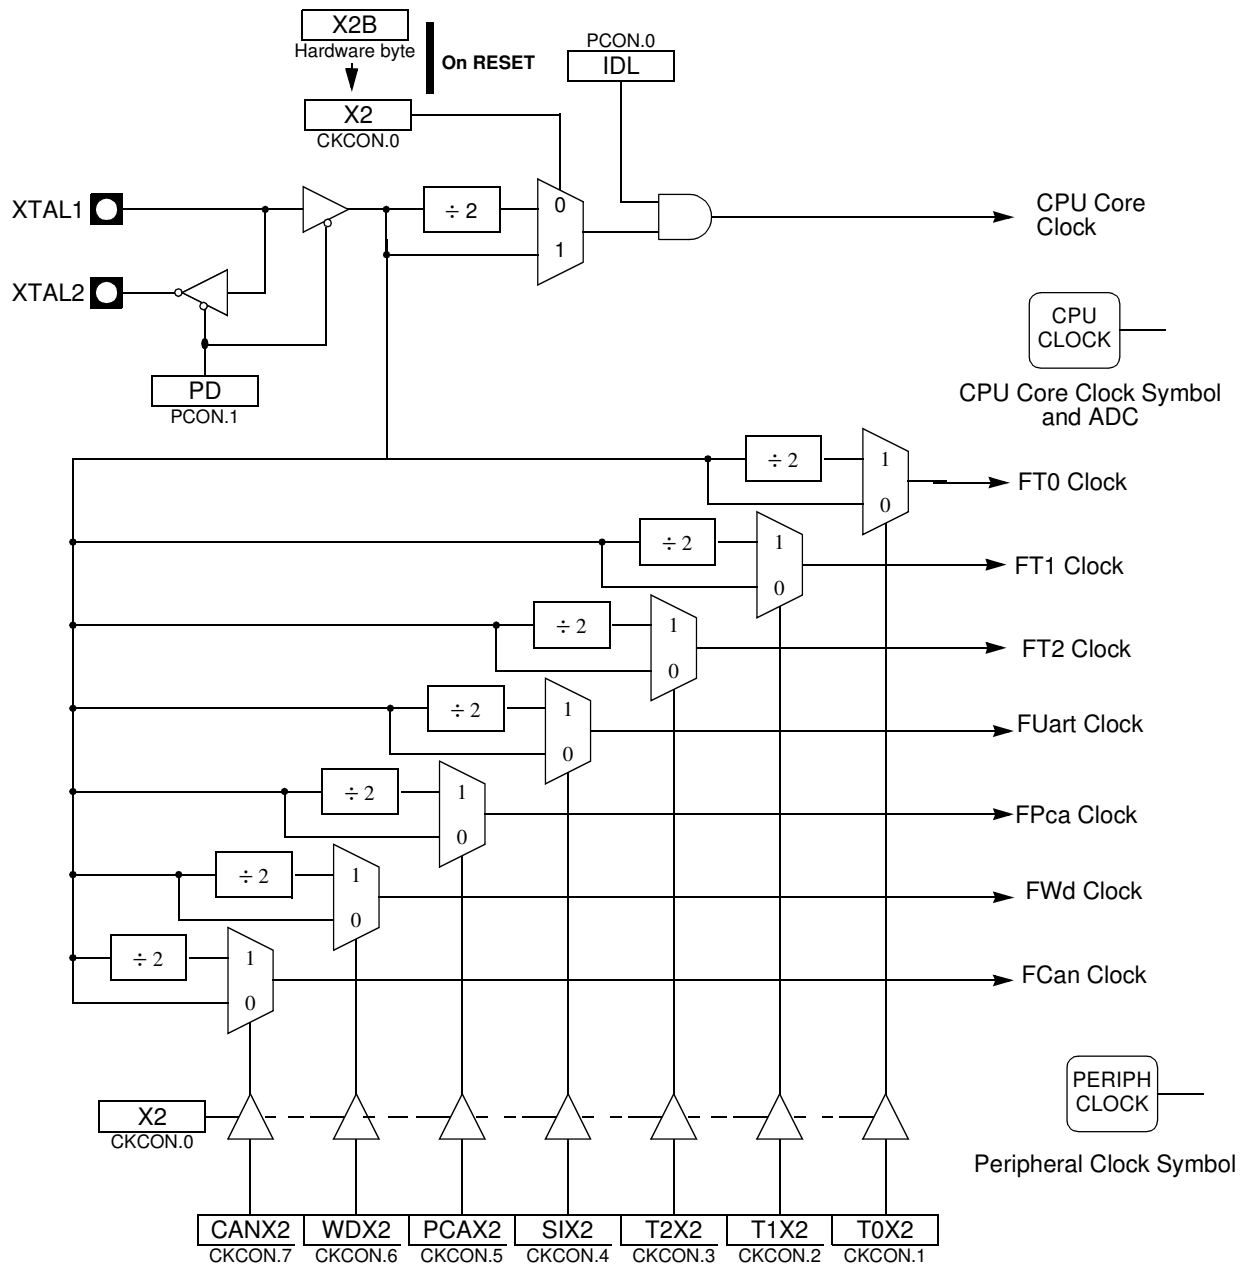 X2B
Hardware byte
On RESET
PCON.0
IDL
X2
CKCON.0
XTAL1
÷ 2
0
1
CPU Core
Clock
XTAL2
CPU
CLOCK
PD
PCON.1
CPU Core Clock Symbol
and ADC
÷ 2
1
0
FT0 Clock
÷ 2
1
0
FT1 Clock
÷ 2
1
0
FT2 Clock
÷ 2
1
0
FUart Clock
÷ 2
1
0
FPca Clock
÷ 2
1
0
FWd Clock
÷ 2
1
0
FCan Clock
X2
CKCON.0
PERIPH
CLOCK
Peripheral Clock Symbol
CANX2
CKCON.7
WDX2
CKCON.6
PCAX2
CKCON.5
SIX2
CKCON.4
T2X2
CKCON.3
T1X2
CKCON.2
T0X2
CKCON.1